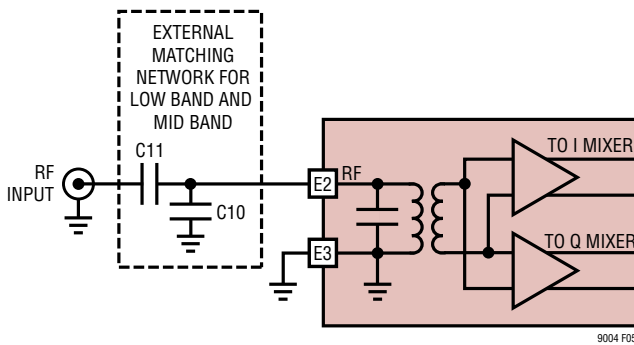 EXTERNAL
MATCHING
NETWORK FOR
LOW BAND AND
MID BAND
C11
RF
INPUT
C10
E2
RF
E3
TO I MIXER
TO Q MIXER
9004 F05